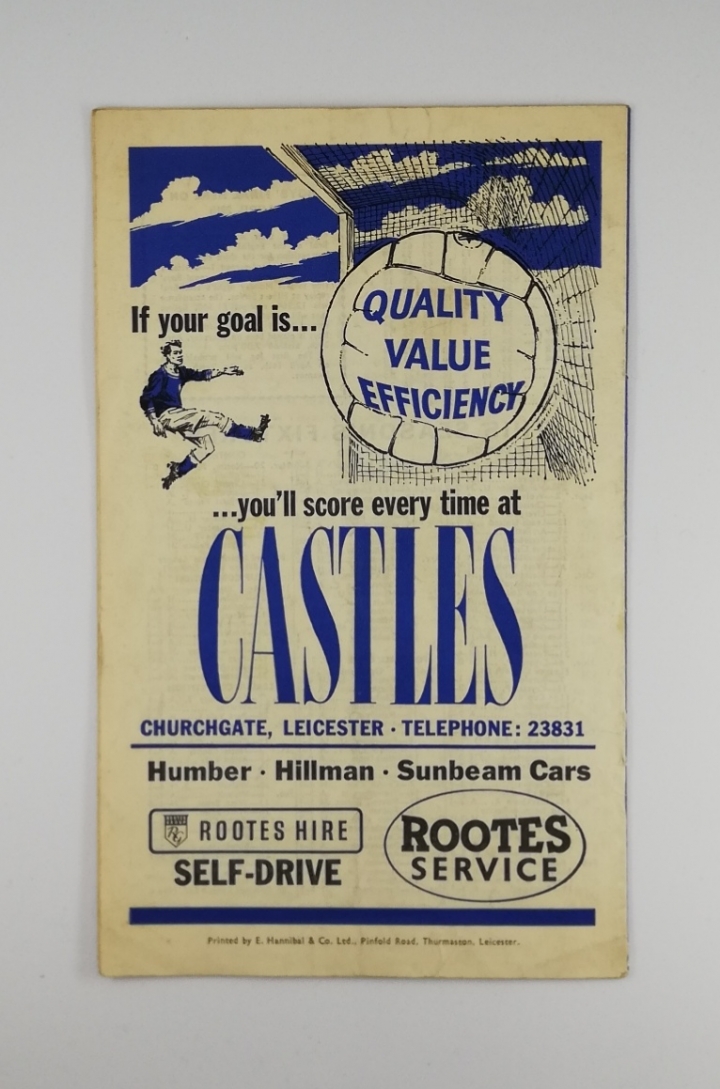 If your goal is...
QUALITY
VALUE
EFFICIENCY
...you'll score every time at
CASTLES
CHURCHGATE, LEICESTER · TELEPHONE: 23831
Humber · Hillman · Sunbeam Cars
ROOTES HIRE
SELF-DRIVE
ROOTES
SERVICE
Printed by E. Hannibal & Co. Ltd., Pinfold Road, Thurmaston, Leicester.